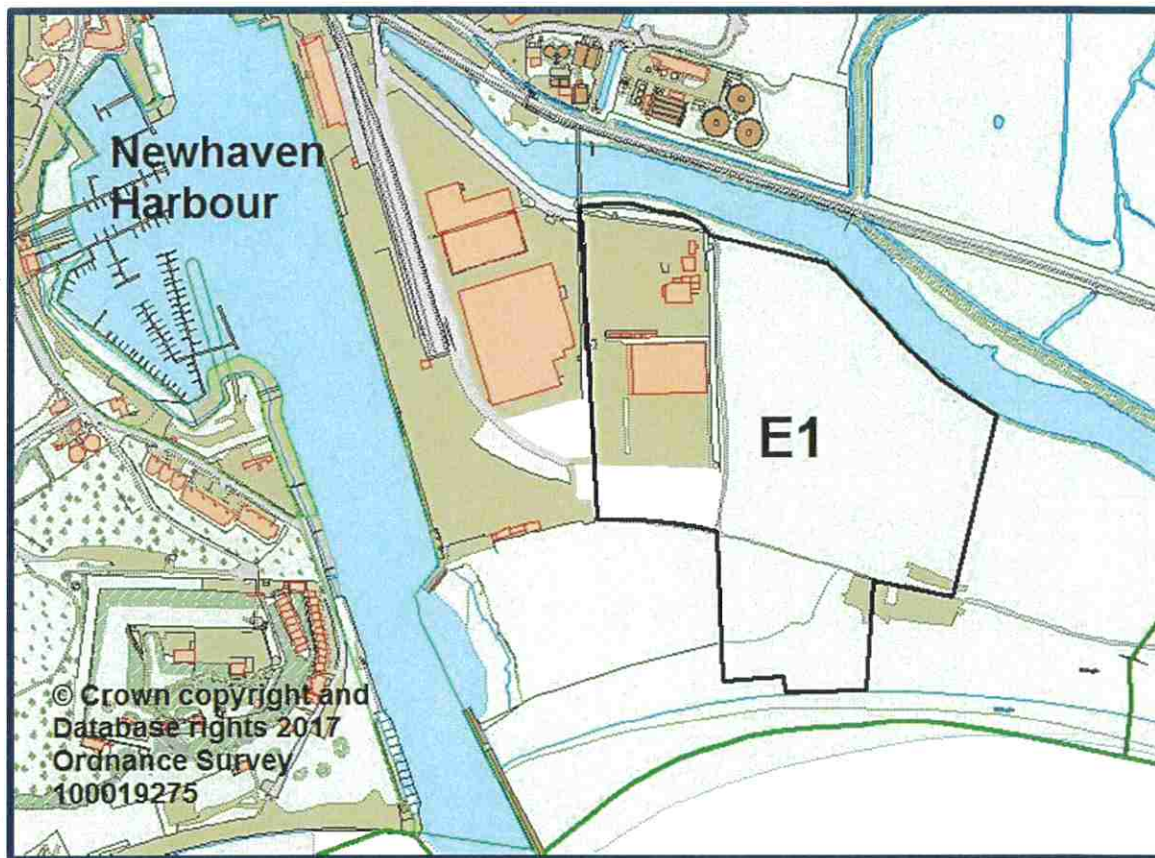 Newhaven
Harbour
E1
© Crown copyright and
Database rights 2017
Ordnance Survey
100019275